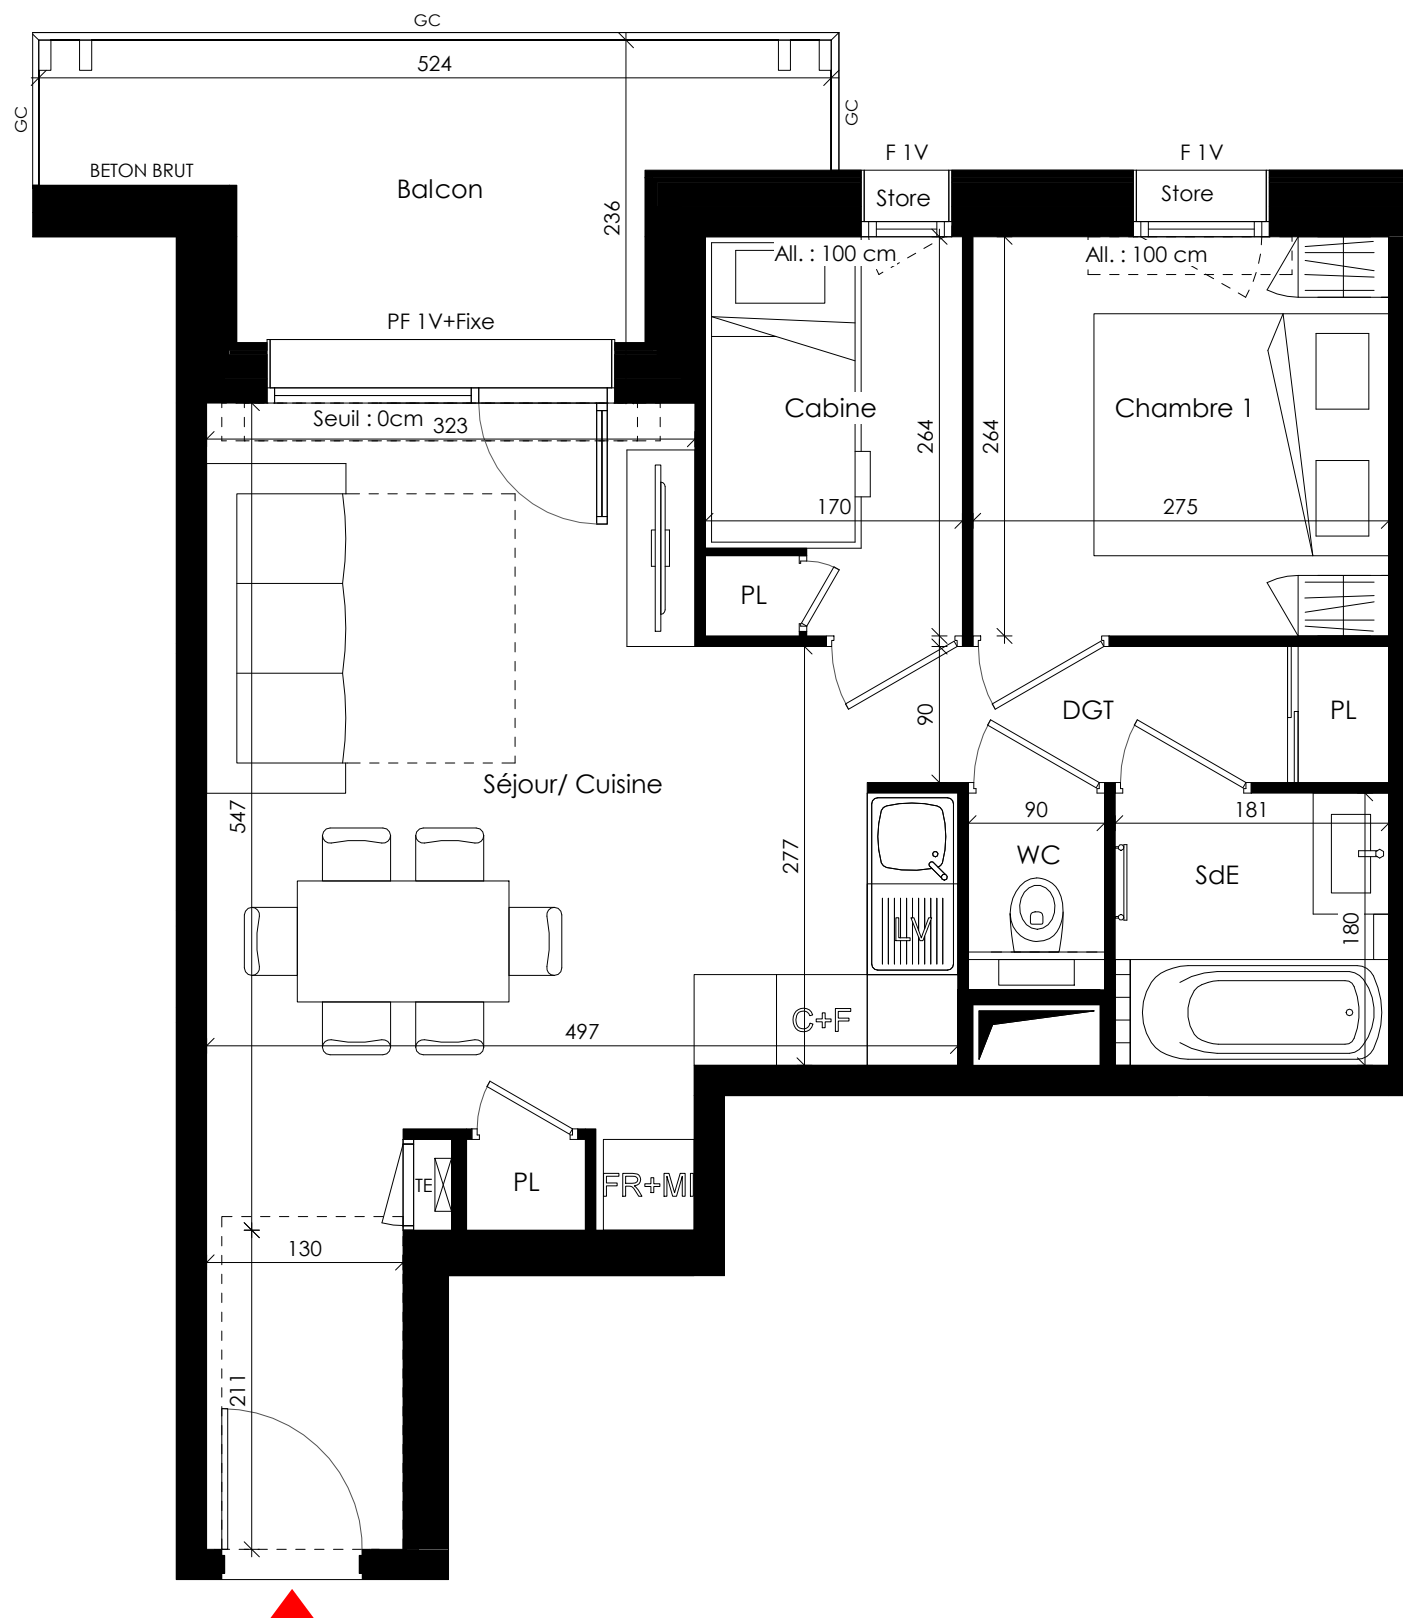 GC
524
GC
GC
BETON BRUT
Balcon
236
F 1V
F 1V
Store
Store
All. : 100 cm
All. : 100 cm
PF 1V+Fixe
Seuil : 0cm
323
Cabine
Chambre 1
264
264
170
275
PL
90
DGT
PL
Séjour/ Cuisine
547
277
90
181
WC
SdE
LV
180
C+F
497
TE
PL
FR+MI
130
211